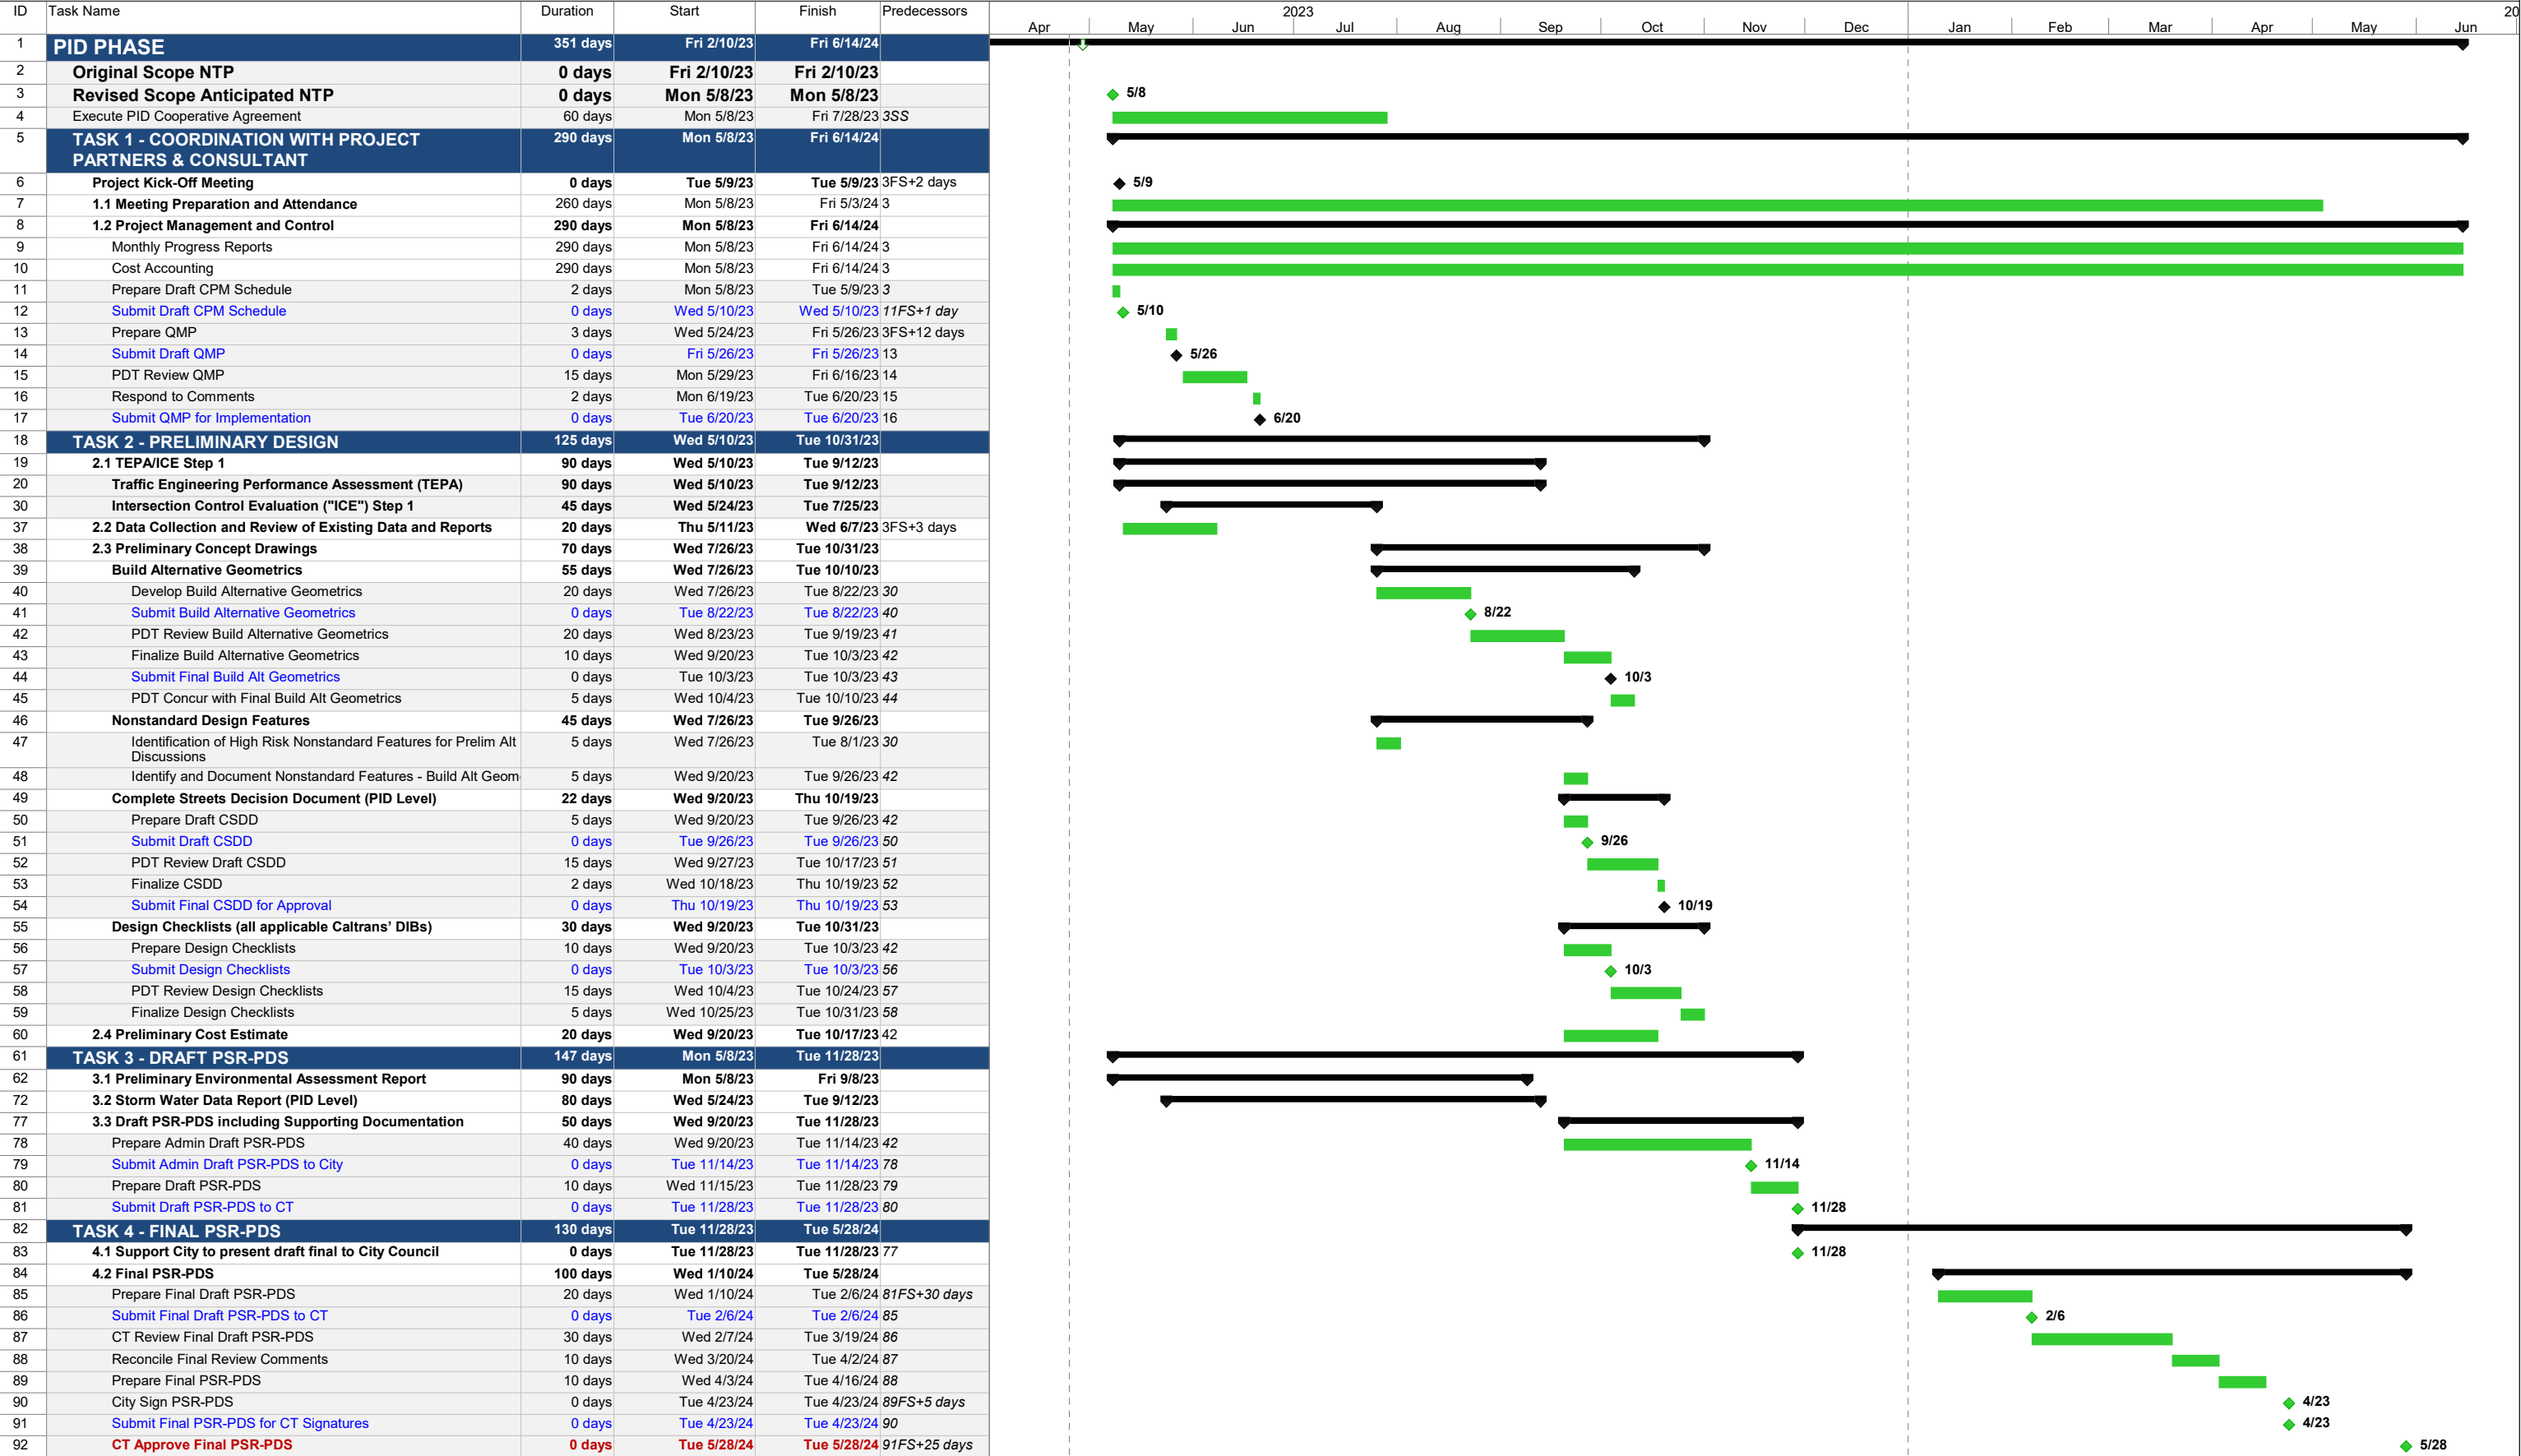 ID Task Name Duration Start Finish Predecessors 2023 20
Apr May Jun Jul Aug Sep Oct Nov Dec Jan Feb Mar Apr May Jun
1 PID PHASE 351 days Fri 2/10/23 Fri 6/14/24
2 Original Scope NTP 0 days Fri 2/10/23 Fri 2/10/23
3 Revised Scope Anticipated NTP 0 days Mon 5/8/23 Mon 5/8/23 5/8
4 Execute PID Cooperative Agreement 60 days Mon 5/8/23 Fri 7/28/23 3SS
5 TASK 1 - COORDINATION WITH PROJECT 290 days Mon 5/8/23 Fri 6/14/24
PARTNERS & CONSULTANT
6 Project Kick-Off Meeting 0 days Tue 5/9/23 Tue 5/9/23 3FS+2 days 5/9
7 1.1 Meeting Preparation and Attendance 260 days Mon 5/8/23 Fri 5/3/24 3
8 1.2 Project Management and Control 290 days Mon 5/8/23 Fri 6/14/24
9 Monthly Progress Reports 290 days Mon 5/8/23 Fri 6/14/24 3
10 Cost Accounting 290 days Mon 5/8/23 Fri 6/14/24 3
11 Prepare Draft CPM Schedule 2 days Mon 5/8/23 Tue 5/9/23 3
12 Submit Draft CPM Schedule 0 days Wed 5/10/23 Wed 5/10/23 11FS+1 day 5/10
13 Prepare QMP 3 days Wed 5/24/23 Fri 5/26/23 3FS+12 days
14 Submit Draft QMP 0 days Fri 5/26/23 Fri 5/26/23 13 5/26
15 PDT Review QMP 15 days Mon 5/29/23 Fri 6/16/23 14
16 Respond to Comments 2 days Mon 6/19/23 Tue 6/20/23 15
17 Submit QMP for Implementation 0 days Tue 6/20/23 Tue 6/20/23 16 6/20
18 TASK 2 - PRELIMINARY DESIGN 125 days Wed 5/10/23 Tue 10/31/23
19 2.1 TEPA/ICE Step 1 90 days Wed 5/10/23 Tue 9/12/23
20 Traffic Engineering Performance Assessment (TEPA) 90 days Wed 5/10/23 Tue 9/12/23
30 Intersection Control Evaluation ("ICE") Step 1 45 days Wed 5/24/23 Tue 7/25/23
37 2.2 Data Collection and Review of Existing Data and Reports 20 days Thu 5/11/23 Wed 6/7/23 3FS+3 days
38 2.3 Preliminary Concept Drawings 70 days Wed 7/26/23 Tue 10/31/23
39 Build Alternative Geometrics 55 days Wed 7/26/23 Tue 10/10/23
40 Develop Build Alternative Geometrics 20 days Wed 7/26/23 Tue 8/22/23 30
41 Submit Build Alternative Geometrics 0 days Tue 8/22/23 Tue 8/22/23 40 8/22
42 PDT Review Build Alternative Geometrics 20 days Wed 8/23/23 Tue 9/19/23 41
43 Finalize Build Alternative Geometrics 10 days Wed 9/20/23 Tue 10/3/23 42
44 Submit Final Build Alt Geometrics 0 days Tue 10/3/23 Tue 10/3/23 43 10/3
45 PDT Concur with Final Build Alt Geometrics 5 days Wed 10/4/23 Tue 10/10/23 44
46 Nonstandard Design Features 45 days Wed 7/26/23 Tue 9/26/23
47 Identification of High Risk Nonstandard Features for Prelim Alt 5 days Wed 7/26/23 Tue 8/1/23 30
Discussions
48 Identify and Document Nonstandard Features - Build Alt Geom 5 days Wed 9/20/23 Tue 9/26/23 42
49 Complete Streets Decision Document (PID Level) 22 days Wed 9/20/23 Thu 10/19/23
50 Prepare Draft CSDD 5 days Wed 9/20/23 Tue 9/26/23 42
51 Submit Draft CSDD 0 days Tue 9/26/23 Tue 9/26/23 50 9/26
52 PDT Review Draft CSDD 15 days Wed 9/27/23 Tue 10/17/23 51
53 Finalize CSDD 2 days Wed 10/18/23 Thu 10/19/23 52
54 Submit Final CSDD for Approval 0 days Thu 10/19/23 Thu 10/19/23 53 10/19
55 Design Checklists (all applicable Caltrans’ DIBs) 30 days Wed 9/20/23 Tue 10/31/23
56 Prepare Design Checklists 10 days Wed 9/20/23 Tue 10/3/23 42
57 Submit Design Checklists 0 days Tue 10/3/23 Tue 10/3/23 56 10/3
58 PDT Review Design Checklists 15 days Wed 10/4/23 Tue 10/24/23 57
59 Finalize Design Checklists 5 days Wed 10/25/23 Tue 10/31/23 58
60 2.4 Preliminary Cost Estimate 20 days Wed 9/20/23 Tue 10/17/23 42
61 TASK 3 - DRAFT PSR-PDS 147 days Mon 5/8/23 Tue 11/28/23
62 3.1 Preliminary Environmental Assessment Report 90 days Mon 5/8/23 Fri 9/8/23
72 3.2 Storm Water Data Report (PID Level) 80 days Wed 5/24/23 Tue 9/12/23
77 3.3 Draft PSR-PDS including Supporting Documentation 50 days Wed 9/20/23 Tue 11/28/23
78 Prepare Admin Draft PSR-PDS 40 days Wed 9/20/23 Tue 11/14/23 42
79 Submit Admin Draft PSR-PDS to City 0 days Tue 11/14/23 Tue 11/14/23 78 11/14
80 Prepare Draft PSR-PDS 10 days Wed 11/15/23 Tue 11/28/23 79
81 Submit Draft PSR-PDS to CT 0 days Tue 11/28/23 Tue 11/28/23 80 11/28
82 TASK 4 - FINAL PSR-PDS 130 days Tue 11/28/23 Tue 5/28/24
83 4.1 Support City to present draft final to City Council 0 days Tue 11/28/23 Tue 11/28/23 77 11/28
84 4.2 Final PSR-PDS 100 days Wed 1/10/24 Tue 5/28/24
85 Prepare Final Draft PSR-PDS 20 days Wed 1/10/24 Tue 2/6/24 81FS+30 days
86 Submit Final Draft PSR-PDS to CT 0 days Tue 2/6/24 Tue 2/6/24 85 2/6
87 CT Review Final Draft PSR-PDS 30 days Wed 2/7/24 Tue 3/19/24 86
88 Reconcile Final Review Comments 10 days Wed 3/20/24 Tue 4/2/24 87
89 Prepare Final PSR-PDS 10 days Wed 4/3/24 Tue 4/16/24 88
90 City Sign PSR-PDS 0 days Tue 4/23/24 Tue 4/23/24 89FS+5 days 4/23
91 Submit Final PSR-PDS for CT Signatures 0 days Tue 4/23/24 Tue 4/23/24 90 4/23
92 CT Approve Final PSR-PDS 0 days Tue 5/28/24 Tue 5/28/24 91FS+25 days 5/28